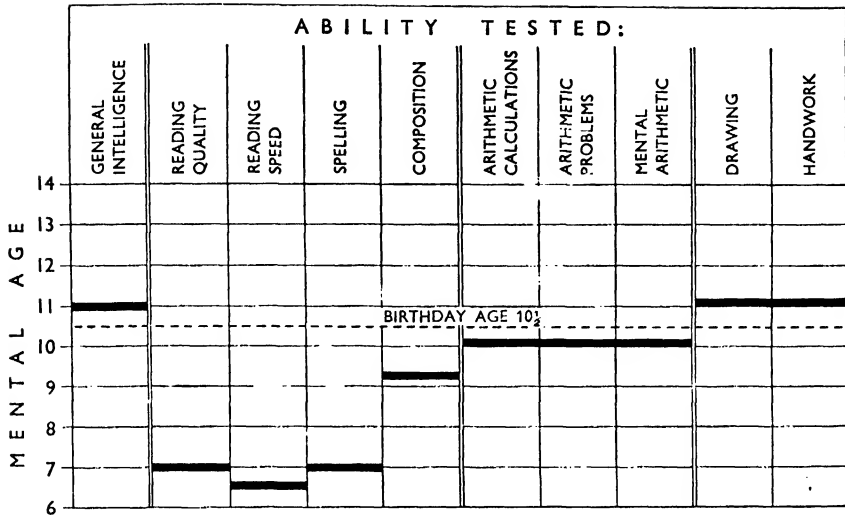 ABILITY TESTED:
GENERAL
INTELLIGENCE
READING
QUALITY
READING
SPEED
SPELLING
COMPOSITION
ARITHMETIC
CALCULATIONS
ARITHMETIC
PROBLEMS
MENTAL
ARITHMETIC
DRAWING
HANDWORK
MENTAL AGE
14
13
12
11
BIRTHDAY AGE 10½
10
9
8
7
6